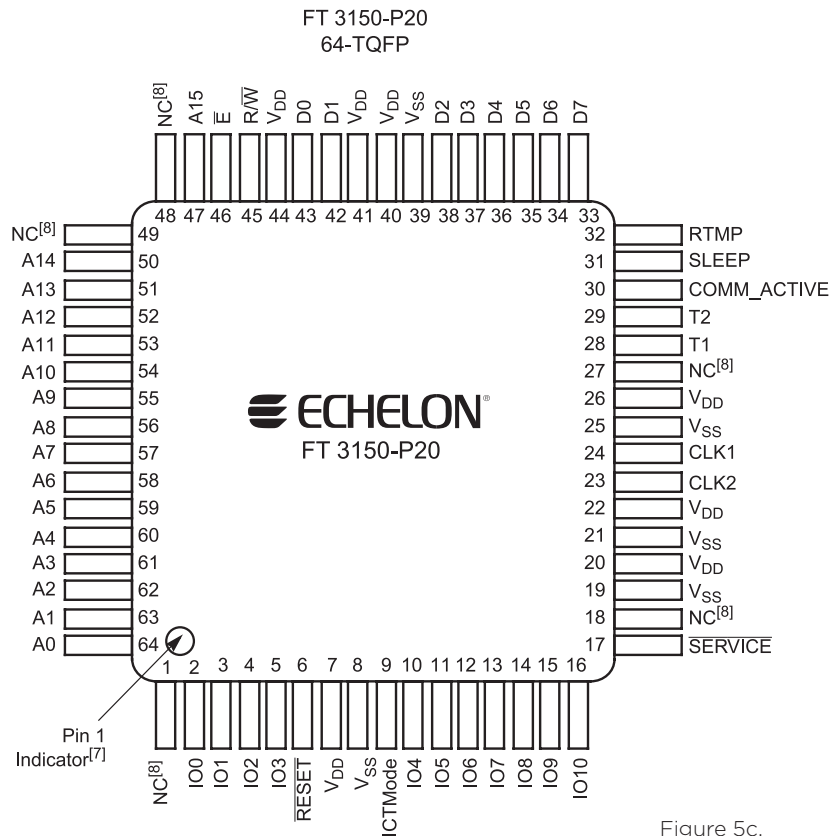 FT 3150-P20
64-TQFP
NC[8] A15 E R/W VDD D0 D1 VDD VDD VSS D2 D3 D4 D5 D6 D7
48 47 46 45 44 43 42 41 40 39 38 37 36 35 34 33
NC[8] 49
A14 50
A13 51
A12 52
A11 53
A10 54
A9 55
A8 56
A7 57
A6 58
A5 59
A4 60
A3 61
A2 62
A1 63
A0 64
ECHELON®
FT 3150-P20
32 RTMP
31 SLEEP
30 COMM_ACTIVE
29 T2
28 T1
27 NC[8]
26 VDD
25 VSS
24 CLK1
23 CLK2
22 VDD
21 VSS
20 VDD
19 VSS
18 NC[8]
17 SERVICE
1 2 3 4 5 6 7 8 9 10 11 12 13 14 15 16
Pin 1
Indicator[7]
NC[8] IO0 IO1 IO2 IO3 RESET VDD VSS ICTMode IO4 IO5 IO6 IO7 IO8 IO9 IO10
Figure 5c.